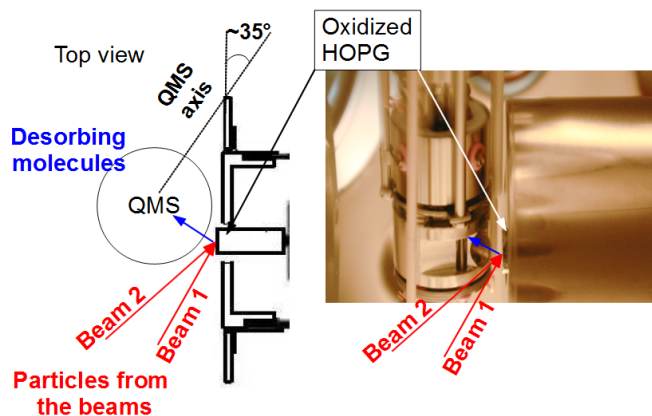 ~35°
Oxidized
HOPG
Top view
QMS
axis
Desorbing
molecules
QMS
Beam 2
Beam 1
Beam 2
Beam 1
Particles from
the beams